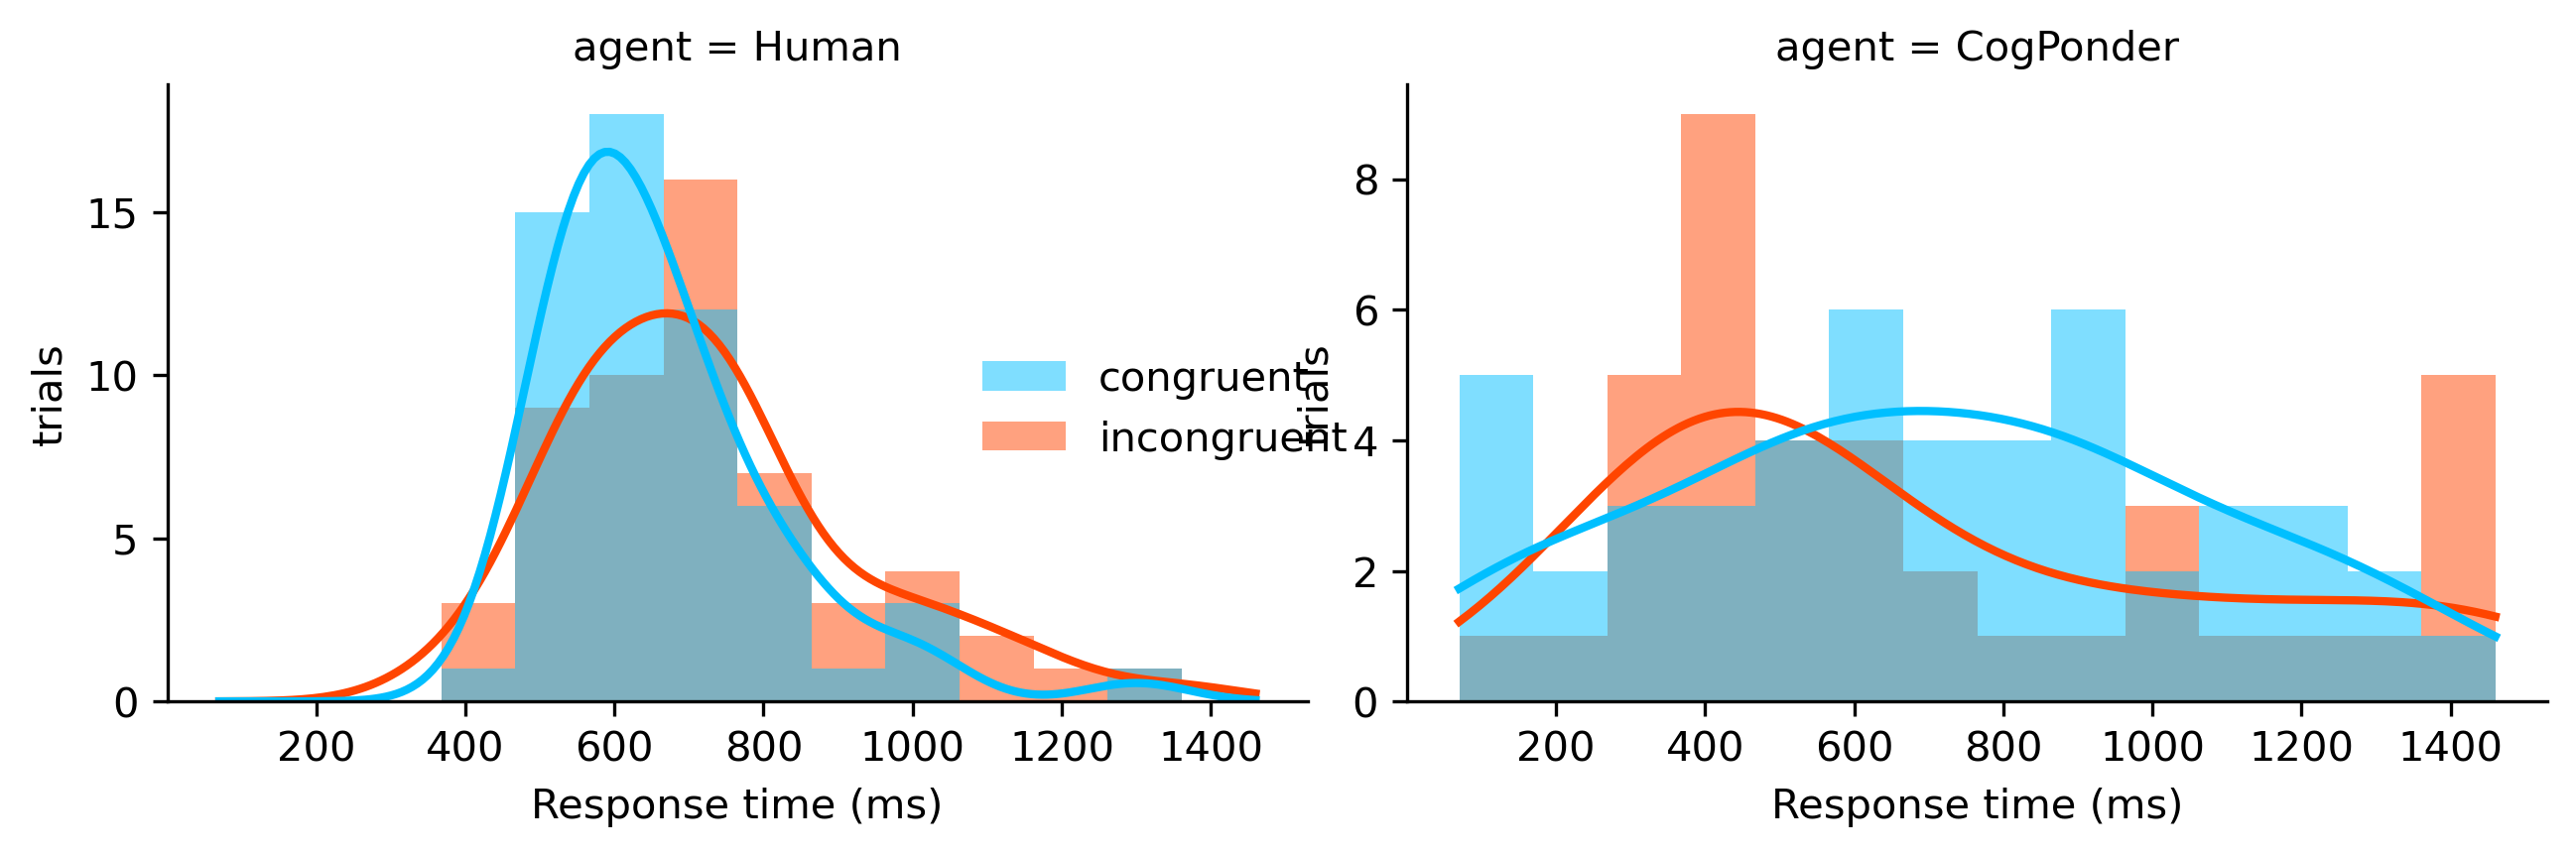 agent = Human
15
10
5
0
trials
200 400 600 800 1000 1200 1400
Response time (ms)
congruent
incongruent
agent = CogPonder
8
6
4
2
0
trials
200 400 600 800 1000 1200 1400
Response time (ms)